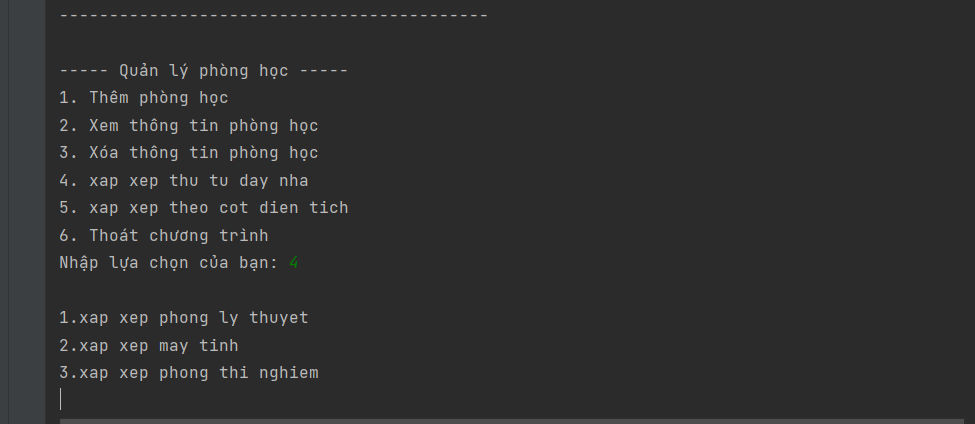 -------------------------------------------
----- Quản lý phòng học -----
1. Thêm phòng học
2. Xem thông tin phòng học
3. Xóa thông tin phòng học
4. xap xep thu tu day nha
5. xap xep theo cot dien tich
6. Thoát chương trình
Nhập lựa chọn của bạn: 4
1.xap xep phong ly thuyet
2.xap xep may tinh
3.xap xep phong thi nghiem